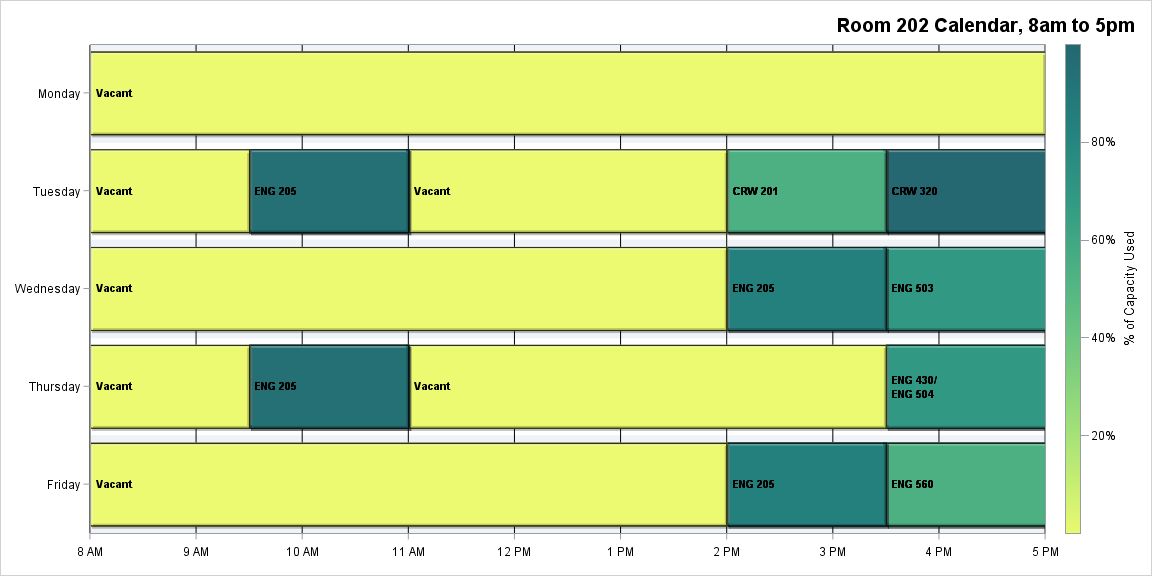 Room 202 Calendar, 8am to 5pm
Monday
Vacant
Tuesday
Vacant
ENG 205
Vacant
CRW 201
CRW 320
Wednesday
Vacant
ENG 205
ENG 503
Thursday
Vacant
ENG 205
Vacant
ENG 430/
ENG 504
Friday
Vacant
ENG 205
ENG 560
8 AM
9 AM
10 AM
11 AM
12 PM
1 PM
2 PM
3 PM
4 PM
5 PM
80%
60%
40%
20%
% of Capacity Used